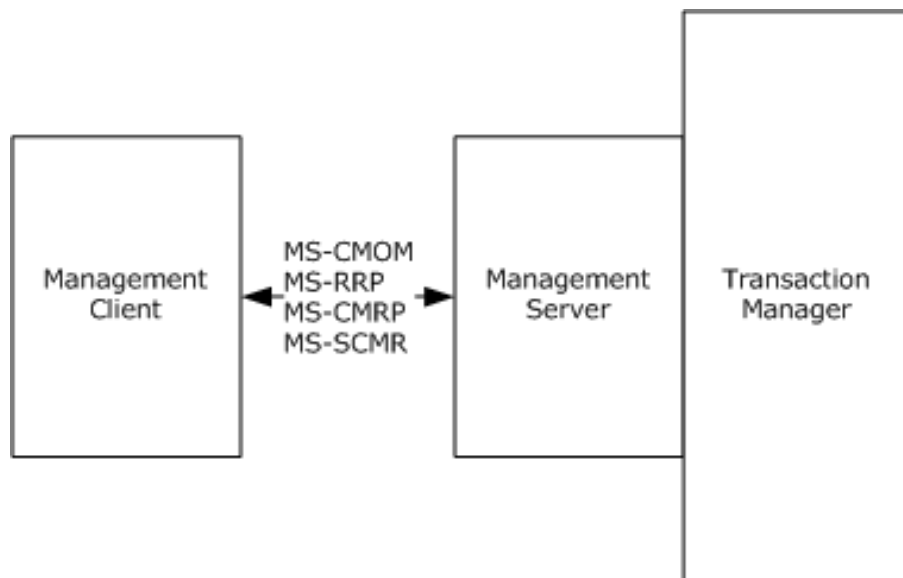 Management
Client
MS-CMOM
MS-RRP
MS-CMRP
MS-SCMR
Management
Server
Transaction
Manager